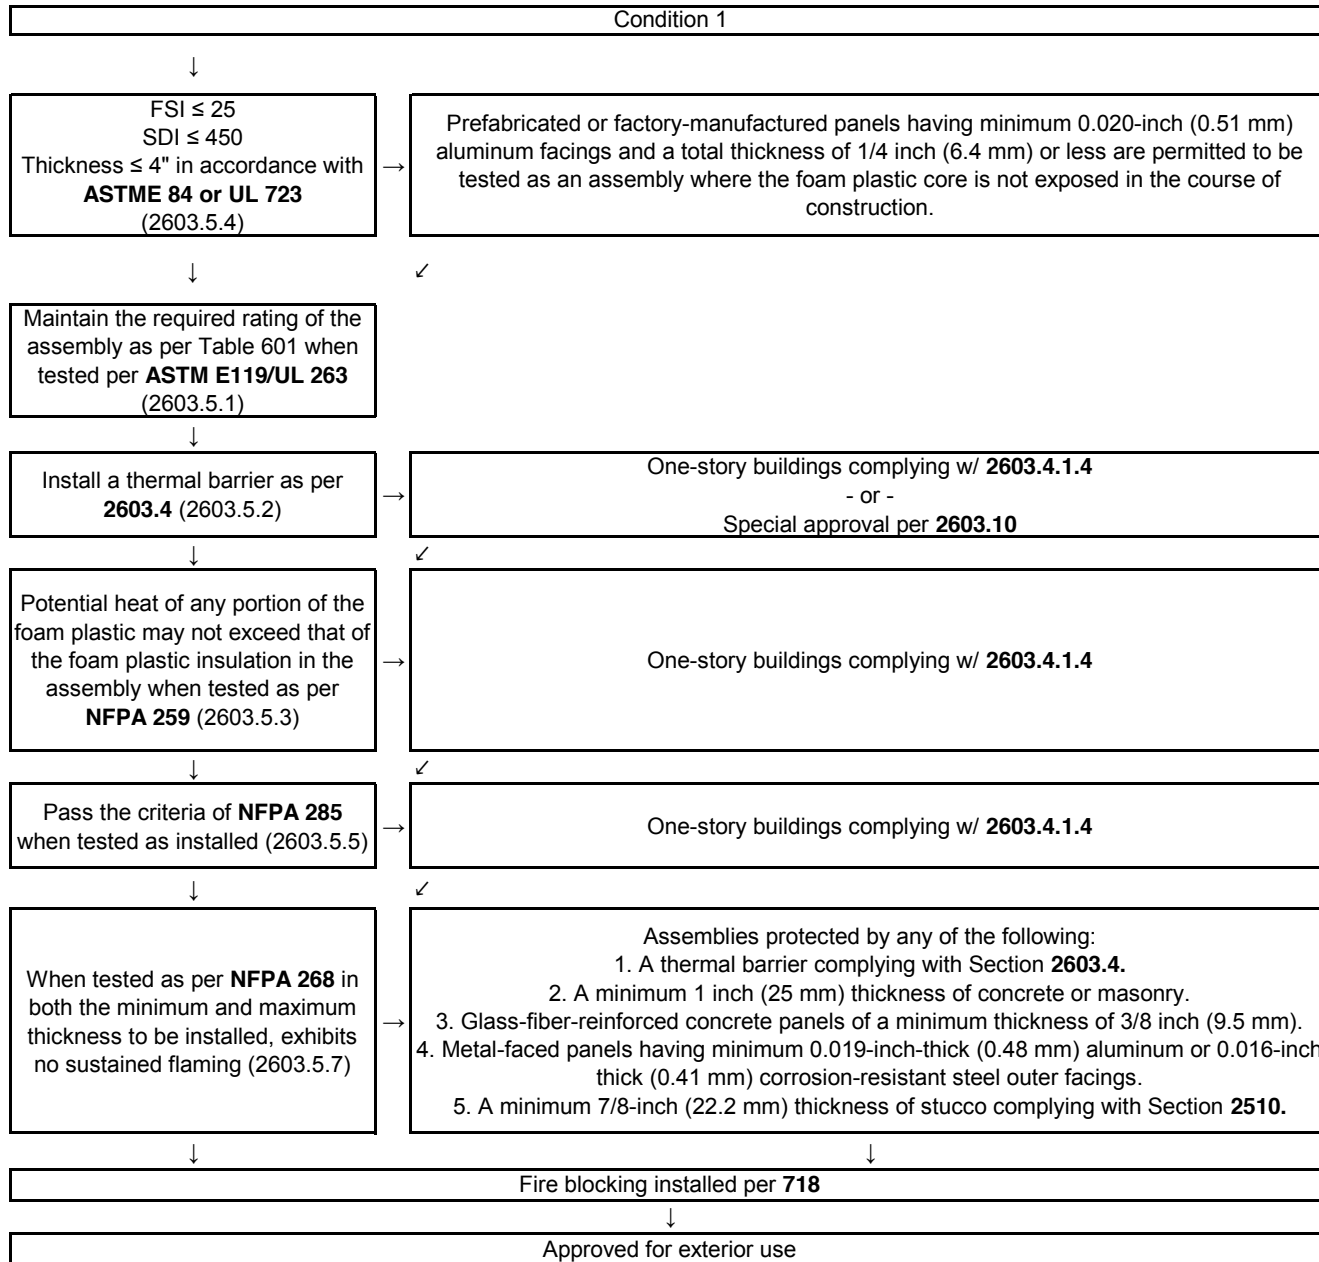 Condition 1
↓
FSI ≤ 25
SDI ≤ 450
Thickness ≤ 4" in accordance with
ASTME 84 or UL 723
(2603.5.4)
→
Prefabricated or factory-manufactured panels having minimum 0.020-inch (0.51 mm)
aluminum facings and a total thickness of 1/4 inch (6.4 mm) or less are permitted to be
tested as an assembly where the foam plastic core is not exposed in the course of
construction.
↓
↙
Maintain the required rating of the
assembly as per Table 601 when
tested per ASTM E119/UL 263
(2603.5.1)
↓
Install a thermal barrier as per
2603.4 (2603.5.2)
→
One-story buildings complying w/ 2603.4.1.4
- or -
Special approval per 2603.10
↓
↙
Potential heat of any portion of the
foam plastic may not exceed that of
the foam plastic insulation in the
assembly when tested as per
NFPA 259 (2603.5.3)
→
One-story buildings complying w/ 2603.4.1.4
↓
↙
Pass the criteria of NFPA 285
when tested as installed (2603.5.5)
→
One-story buildings complying w/ 2603.4.1.4
↓
↙
When tested as per NFPA 268 in
both the minimum and maximum
thickness to be installed, exhibits
no sustained flaming (2603.5.7)
→
Assemblies protected by any of the following:
1. A thermal barrier complying with Section 2603.4.
2. A minimum 1 inch (25 mm) thickness of concrete or masonry.
3. Glass-fiber-reinforced concrete panels of a minimum thickness of 3/8 inch (9.5 mm).
4. Metal-faced panels having minimum 0.019-inch-thick (0.48 mm) aluminum or 0.016-inch
thick (0.41 mm) corrosion-resistant steel outer facings.
5. A minimum 7/8-inch (22.2 mm) thickness of stucco complying with Section 2510.
↓
↓
Fire blocking installed per 718
↓
Approved for exterior use